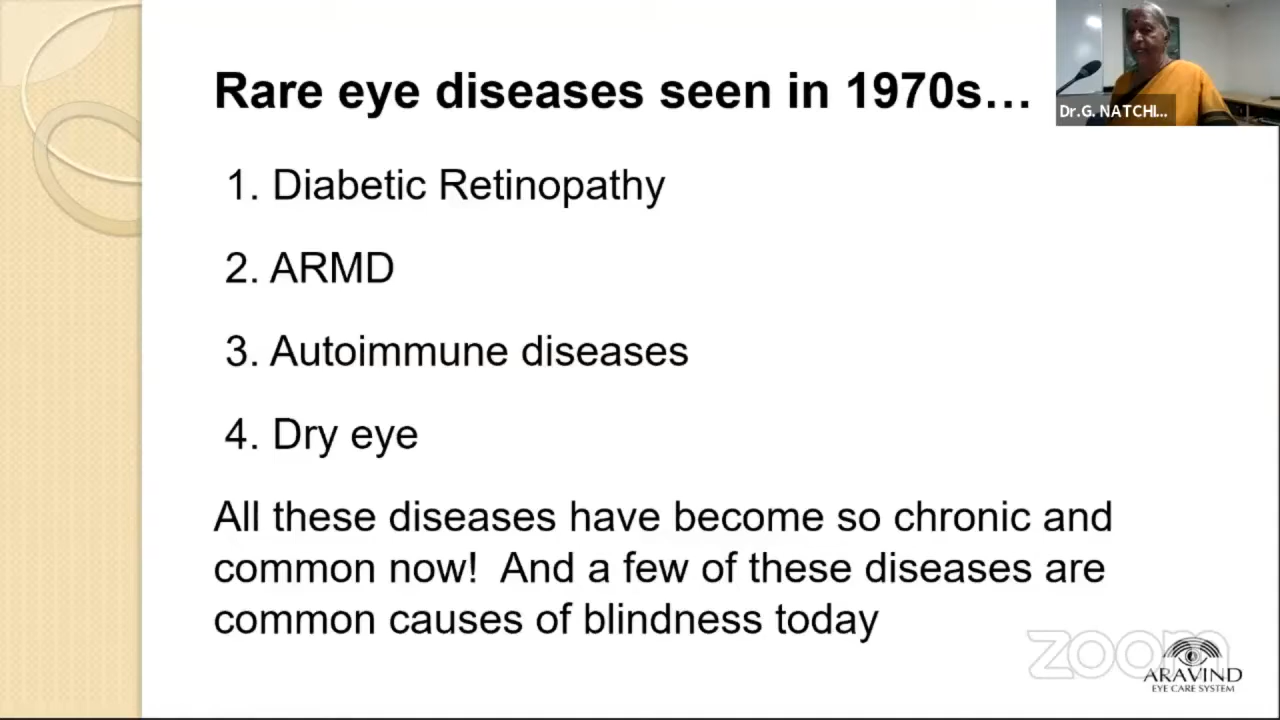 Rare eye diseases seen in 1970s…
Dr.G. NATCHI...
1. Diabetic Retinopathy
2. ARMD
3. Autoimmune diseases
4. Dry eye
All these diseases have become so chronic and
common now!  And a few of these diseases are
common causes of blindness today
zoom
ARAVIND
EYE CARE SYSTEM